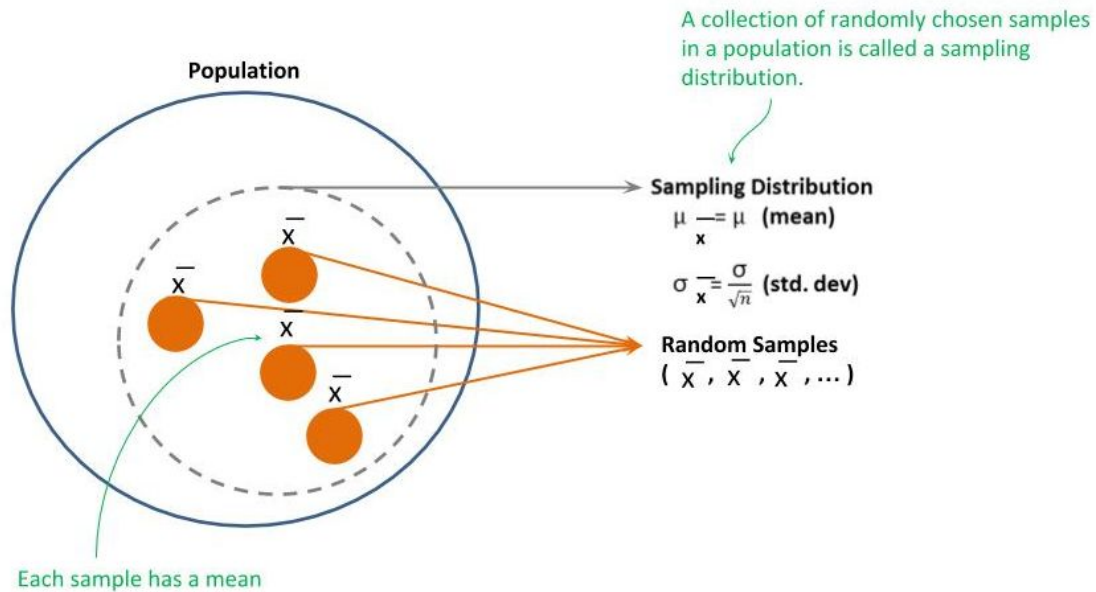 A collection of randomly chosen samples
in a population is called a sampling
distribution.
Population
Sampling Distribution
μ x̄ = μ (mean)
σ x̄ = σ/√n (std. dev)
x̄
x̄
x̄
x̄
Random Samples
( x̄ , x̄ , x̄ , ... )
Each sample has a mean